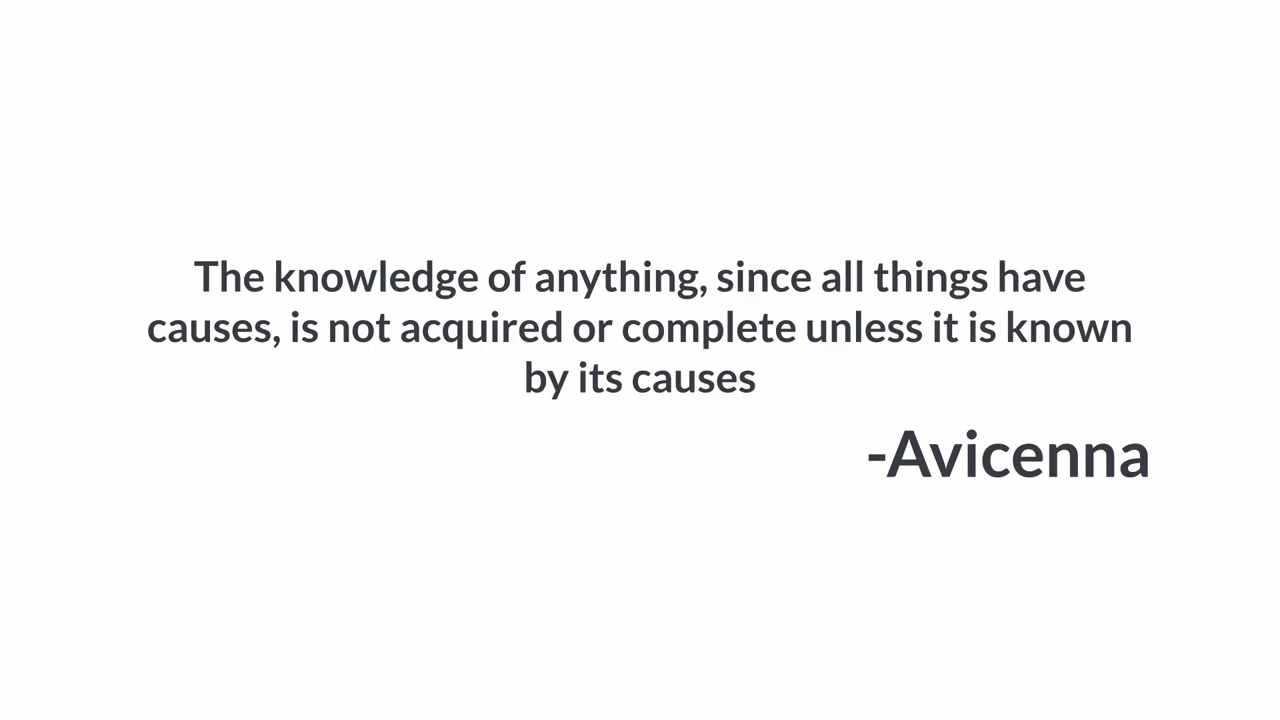 The knowledge of anything, since all things have
causes, is not acquired or complete unless it is known
by its causes
-Avicenna